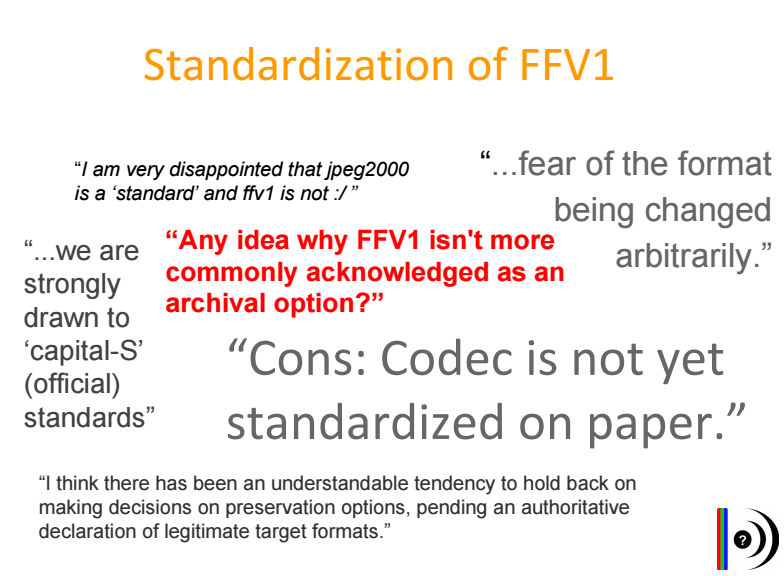 Standardization of FFV1
“I am very disappointed that jpeg2000
is a ‘standard’ and ffv1 is not :/ ”
“...fear of the format
being changed
arbitrarily.”
“...we are
strongly
drawn to
‘capital-S’
(official)
standards”
“Any idea why FFV1 isn't more
commonly acknowledged as an
archival option?”
“Cons: Codec is not yet
standardized on paper.”
“I think there has been an understandable tendency to hold back on
making decisions on preservation options, pending an authoritative
declaration of legitimate target formats.”
?